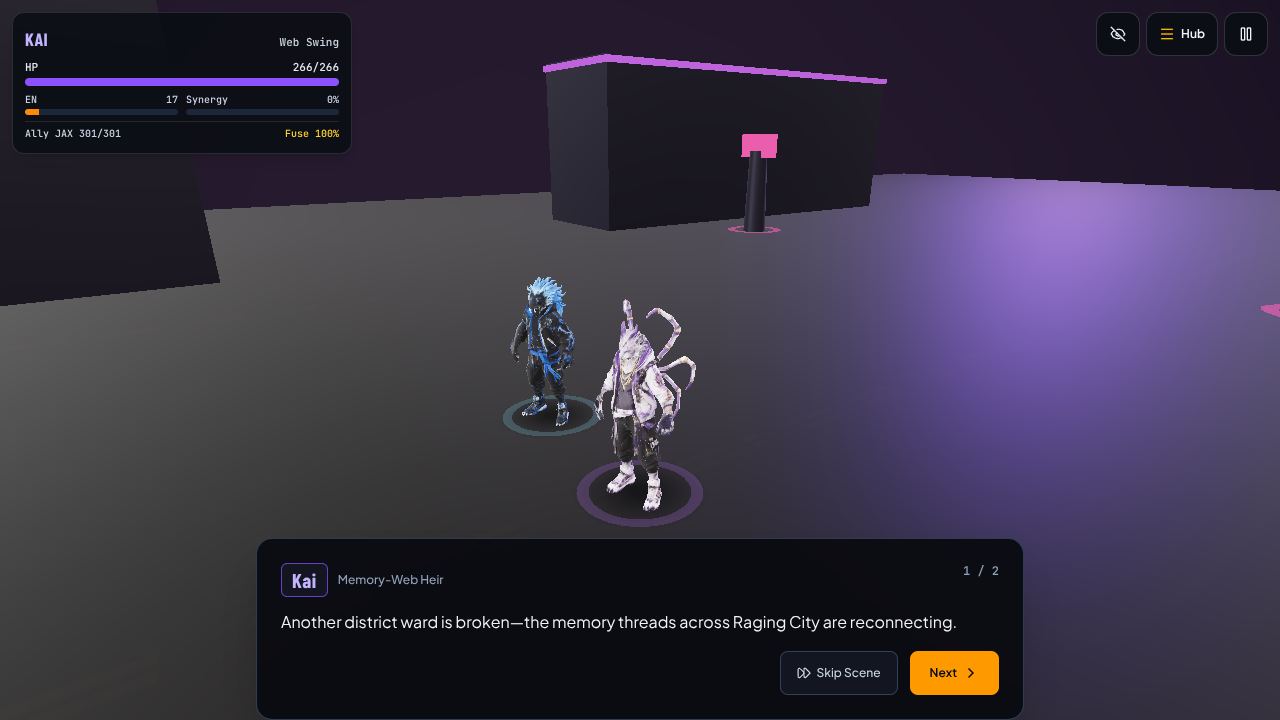 KAI
Web Swing
HP 266/266
EN 17 Synergy 0%
Ally JAX 301/301 Fuse 100%
Hub
Kai Memory-Web Heir 1 / 2
Another district ward is broken—the memory threads across Raging City are reconnecting.
Skip Scene Next